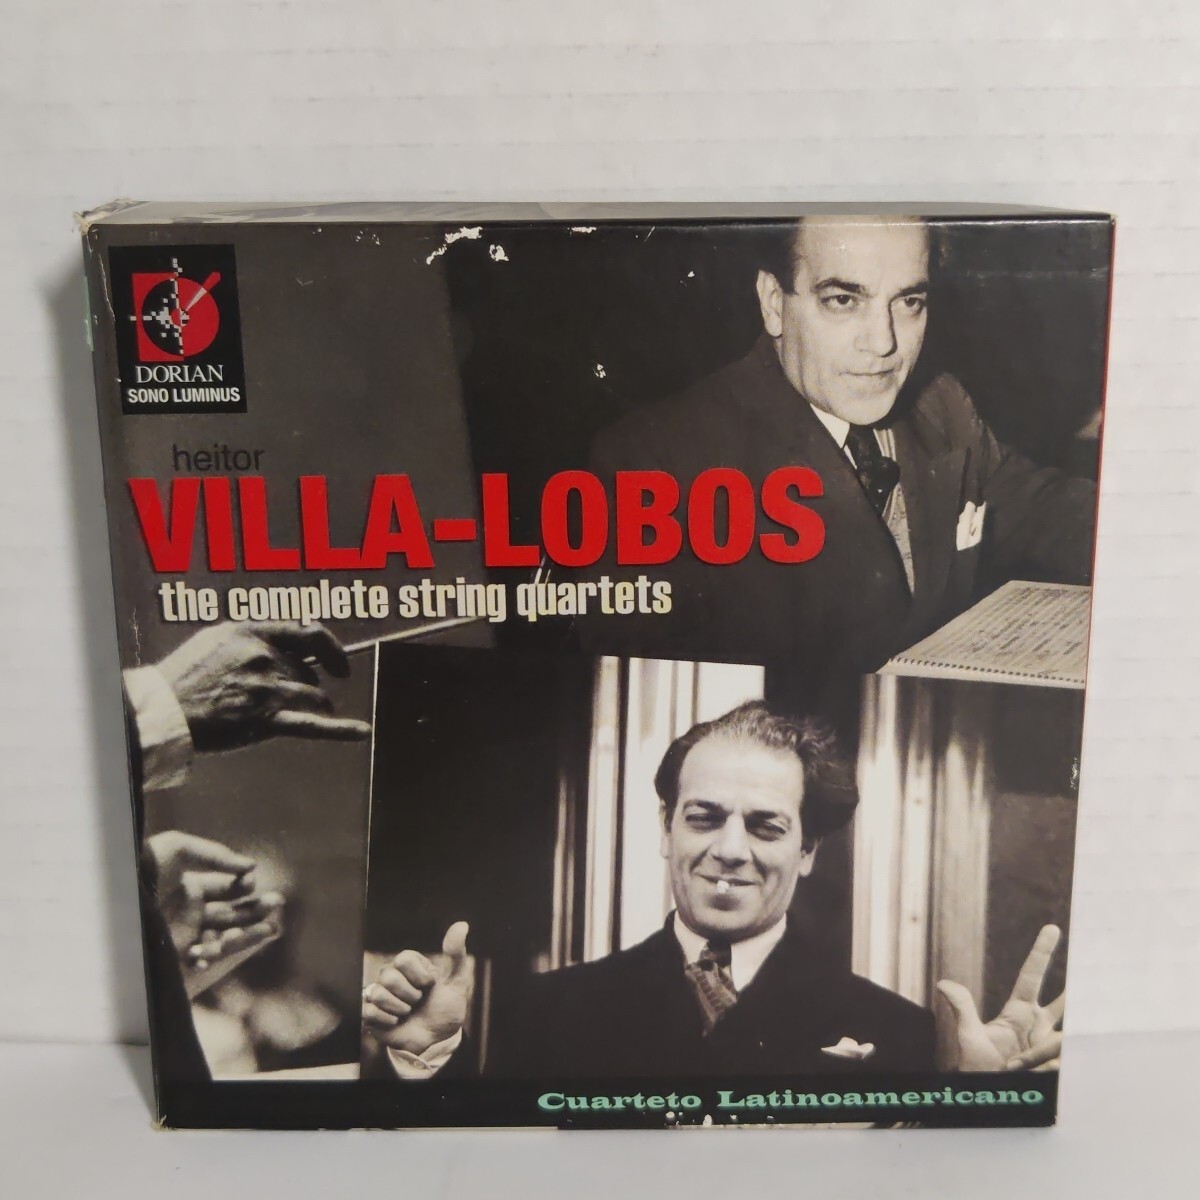 DORIAN
SONO LUMINUS
heitor
VILLA-LOBOS
the complete string quartets
Cuarteto Latinoamericano